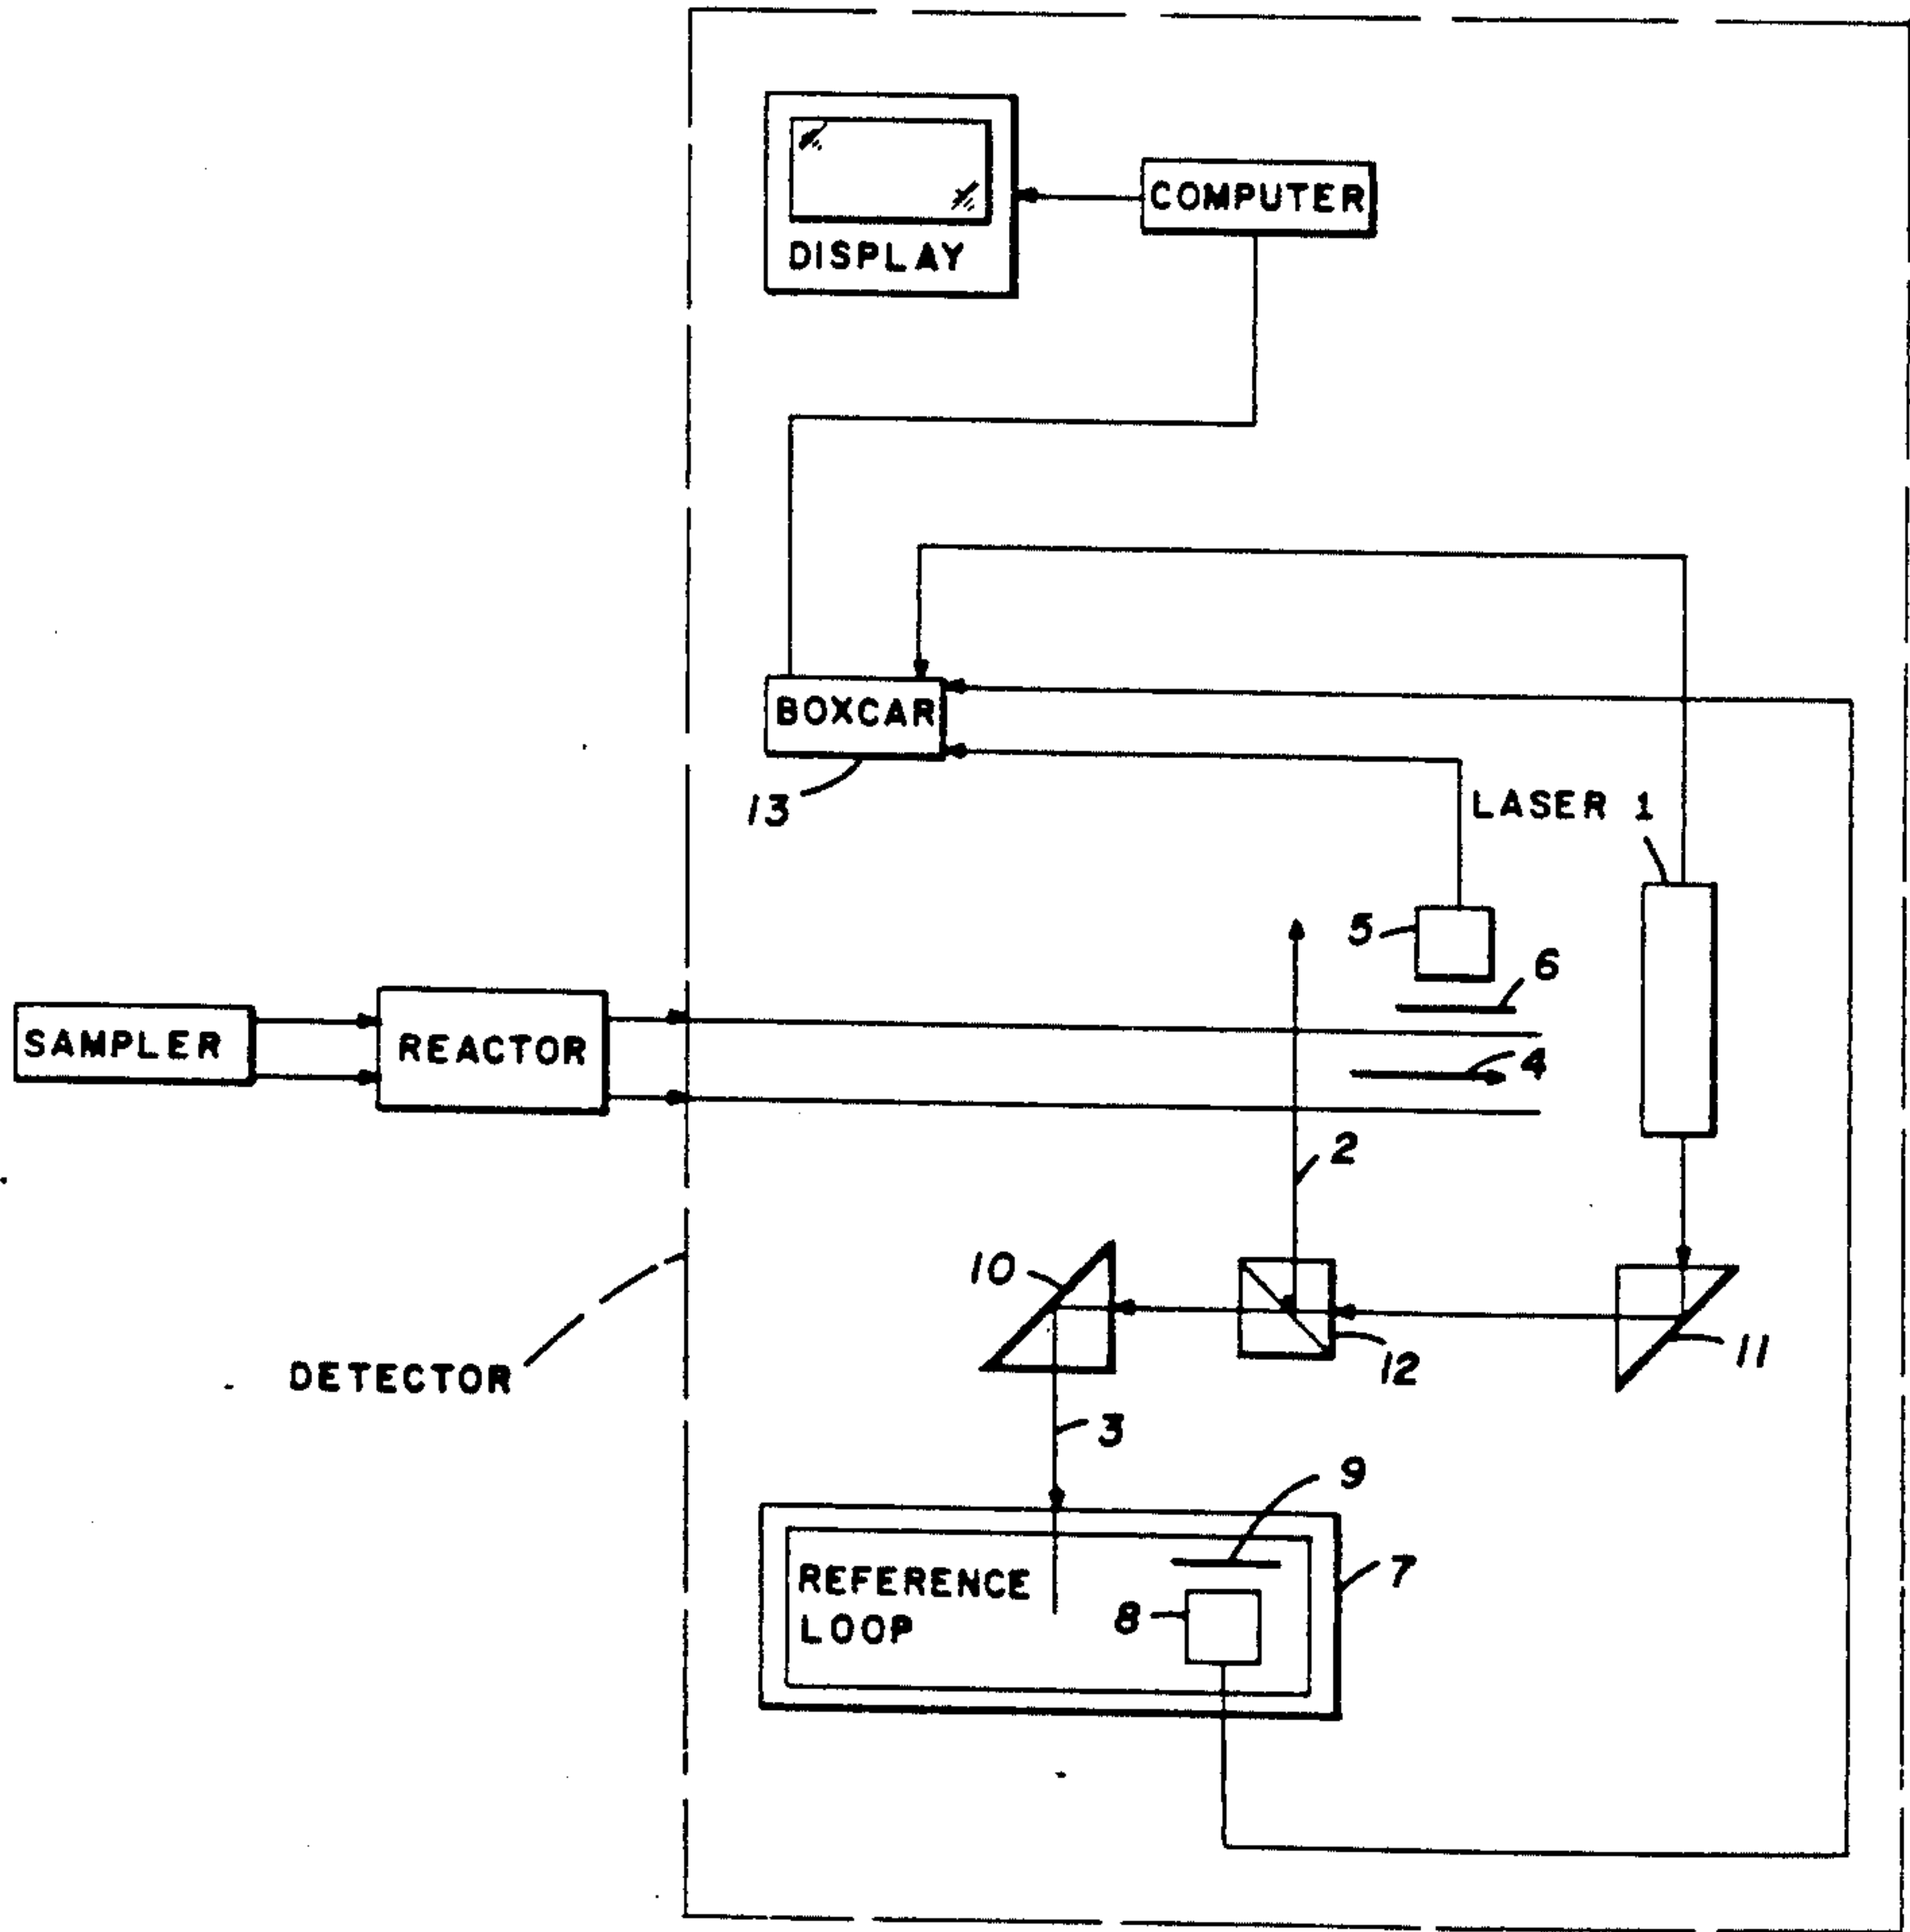 COMPUTER
DISPLAY
BOXCAR
13
LASER 1
5
6
SAMPLER
REACTOR
4
2
10
12
11
DETECTOR
3
9
REFERENCE
LOOP
7
8